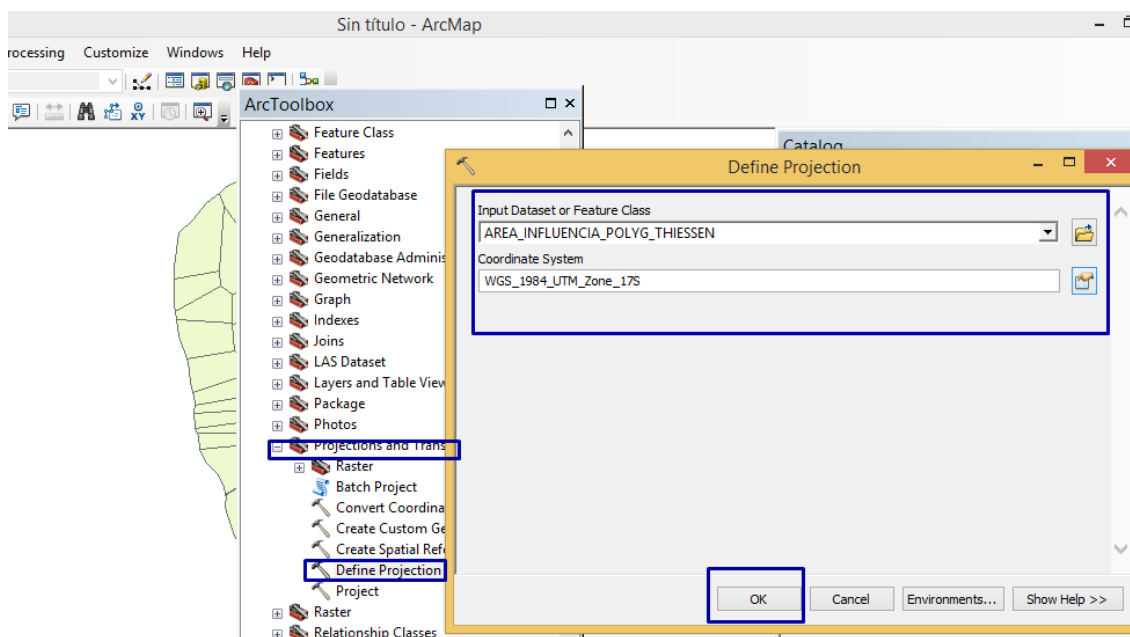 Sin título - ArcMap
rocessing Customize Windows Help
XY
ArcToolbox
Feature Class
Features
Fields
File Geodatabase
General
Generalization
Geodatabase Adminis
Geometric Network
Graph
Indexes
Joins
LAS Dataset
Layers and Table View
Package
Photos
Projections and Trans
Raster
Batch Project
Convert Coordina
Create Custom Ge
Create Spatial Refe
Define Projection
Project
Raster
Relationship Classes
Catalog
Define Projection
Input Dataset or Feature Class
AREA_INFLUENCIA_POLYG_THIESSEN
Coordinate System
WGS_1984_UTM_Zone_17S
OK Cancel Environments... Show Help >>